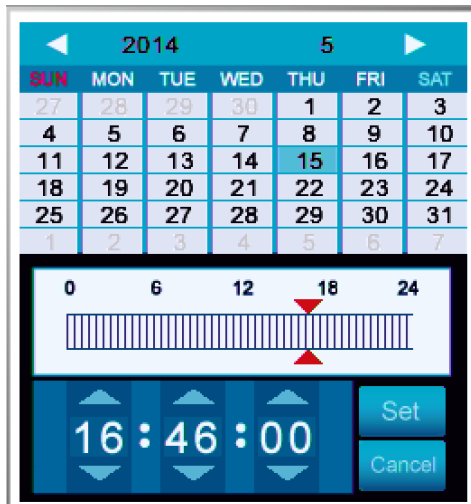 2014 5
SUN MON TUE WED THU FRI SAT
27 28 29 30 1 2 3
4 5 6 7 8 9 10
11 12 13 14 15 16 17
18 19 20 21 22 23 24
25 26 27 28 29 30 31
1 2 3 4 5 6 7
0 6 12 18 24
16 : 46 : 00
Set
Cancel